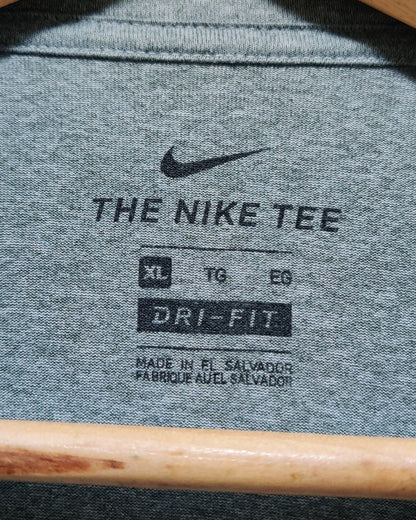 THE NIKE TEE
XL TG EG
DRI-FIT
MADE IN EL SALVADOR
FABRIQUE AU EL SALVADOR